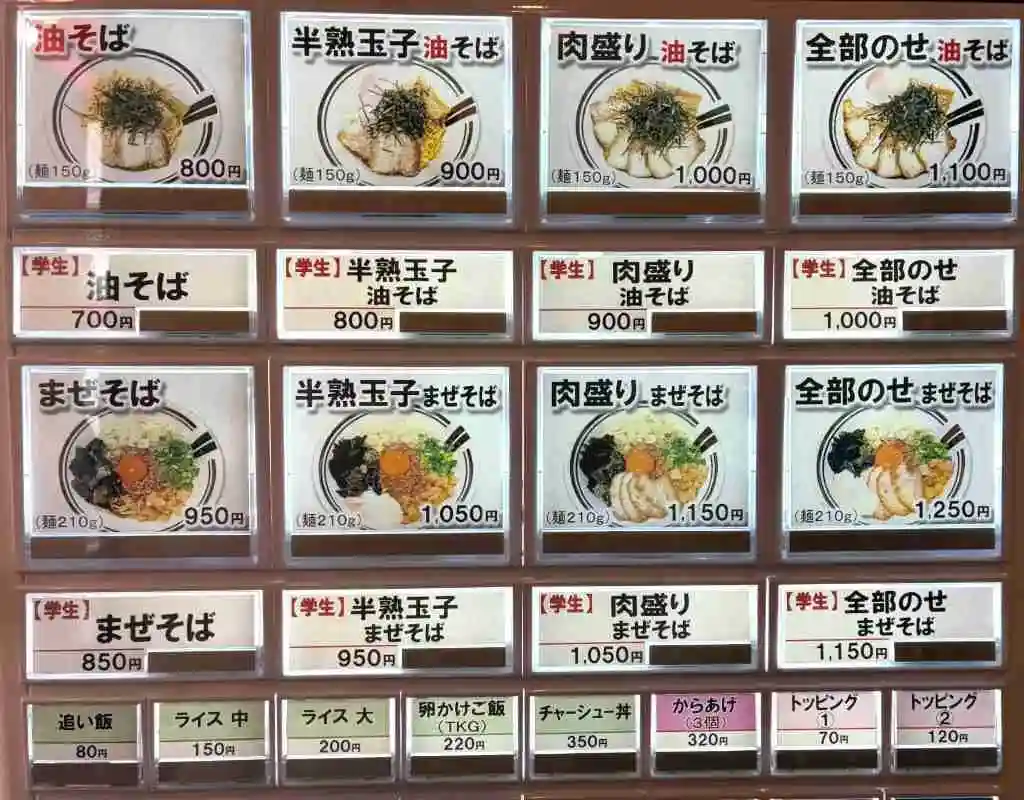 油そば
(麺150g) 800円
半熟玉子油そば
(麺150g) 900円
肉盛り油そば
(麺150g) 1,000円
全部のせ油そば
(麺150g) 1,100円
【学生】油そば
700円
【学生】半熟玉子
油そば
800円
【学生】肉盛り
油そば
900円
【学生】全部のせ
油そば
1,000円
まぜそば
(麺210g) 950円
半熟玉子まぜそば
(麺210g) 1,050円
肉盛りまぜそば
(麺210g) 1,150円
全部のせまぜそば
(麺210g) 1,250円
【学生】まぜそば
850円
【学生】半熟玉子
まぜそば
950円
【学生】肉盛り
まぜそば
1,050円
【学生】全部のせ
まぜそば
1,150円
追い飯
80円
ライス 中
150円
ライス 大
200円
卵かけご飯
(TKG)
220円
チャーシュー丼
350円
からあげ
(3個)
320円
トッピング
①
70円
トッピング
②
120円